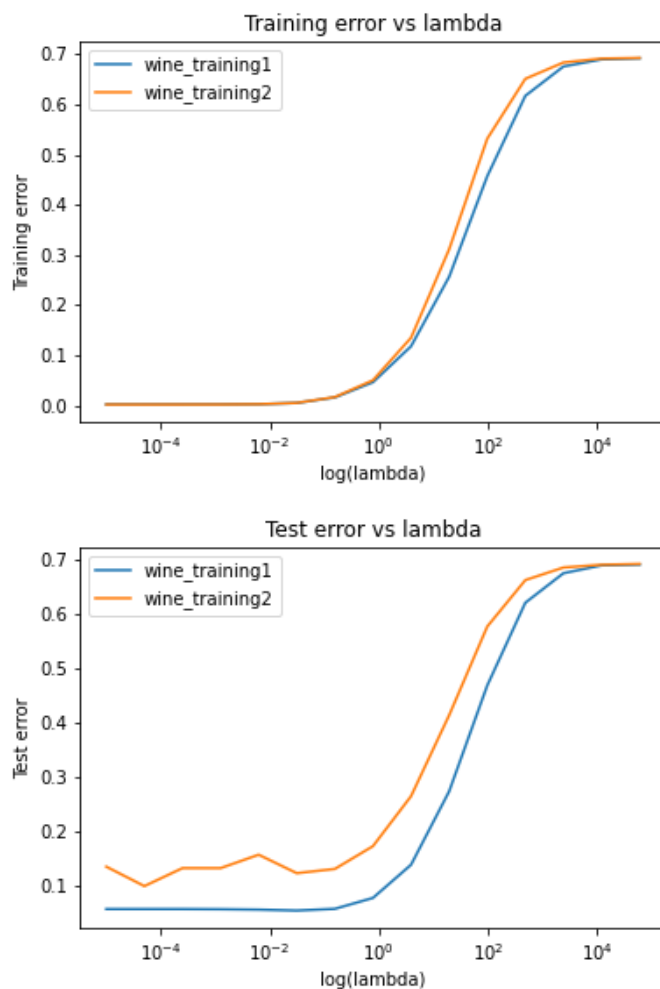 Training error vs lambda
0.7
0.6
0.5
0.4
0.3
0.2
0.1
0.0
Training error
wine_training1
wine_training2
10⁻⁴ 10⁻² 10⁰ 10² 10⁴
log(lambda)
Test error vs lambda
0.7
0.6
0.5
0.4
0.3
0.2
0.1
Test error
wine_training1
wine_training2
10⁻⁴ 10⁻² 10⁰ 10² 10⁴
log(lambda)